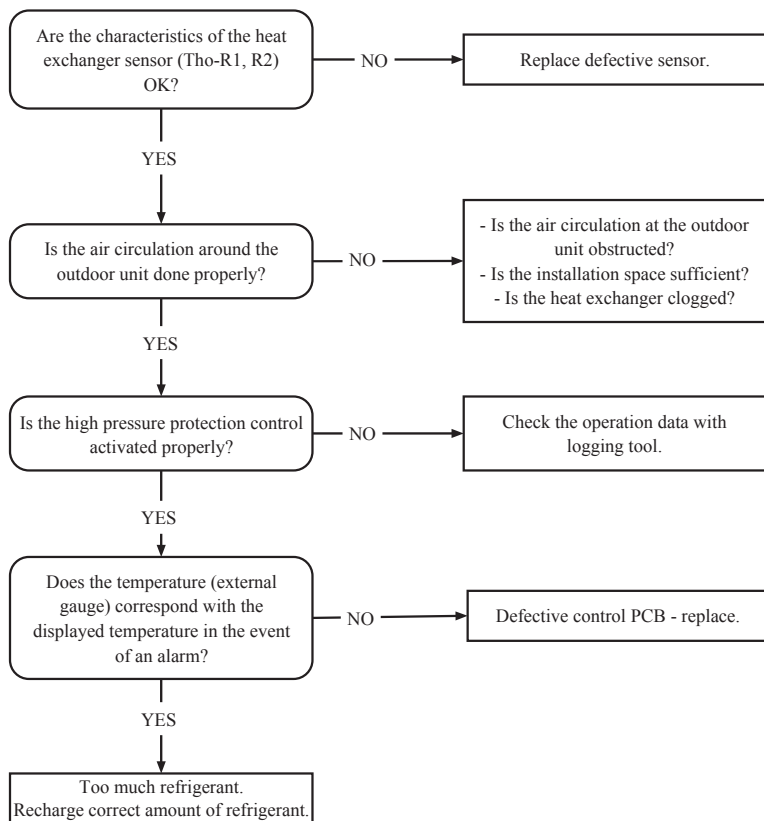 Are the characteristics of the heat
exchanger sensor (Tho-R1, R2)
OK?
NO
Replace defective sensor.
YES
Is the air circulation around the
outdoor unit done properly?
NO
- Is the air circulation at the outdoor
unit obstructed?
- Is the installation space sufficient?
- Is the heat exchanger clogged?
YES
Is the high pressure protection control
activated properly?
NO
Check the operation data with
logging tool.
YES
Does the temperature (external
gauge) correspond with the
displayed temperature in the event
of an alarm?
NO
Defective control PCB - replace.
YES
Too much refrigerant.
Recharge correct amount of refrigerant.